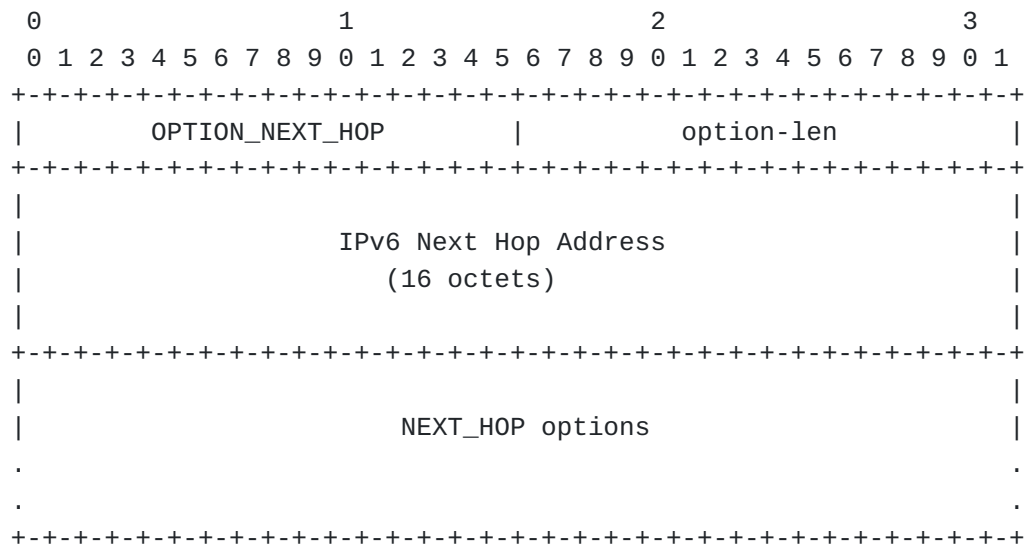 0                   1                   2                   3
 0 1 2 3 4 5 6 7 8 9 0 1 2 3 4 5 6 7 8 9 0 1 2 3 4 5 6 7 8 9 0 1
+-+-+-+-+-+-+-+-+-+-+-+-+-+-+-+-+-+-+-+-+-+-+-+-+-+-+-+-+-+-+-+-+
|        OPTION_NEXT_HOP        |          option-len           |
+-+-+-+-+-+-+-+-+-+-+-+-+-+-+-+-+-+-+-+-+-+-+-+-+-+-+-+-+-+-+-+-+
|                                                               |
|                    IPv6 Next Hop Address                      |
|                       (16 octets)                             |
|                                                               |
+-+-+-+-+-+-+-+-+-+-+-+-+-+-+-+-+-+-+-+-+-+-+-+-+-+-+-+-+-+-+-+-+
|                                                               |
|                        NEXT_HOP options                       |
.                                                               .
.                                                               .
+-+-+-+-+-+-+-+-+-+-+-+-+-+-+-+-+-+-+-+-+-+-+-+-+-+-+-+-+-+-+-+-+